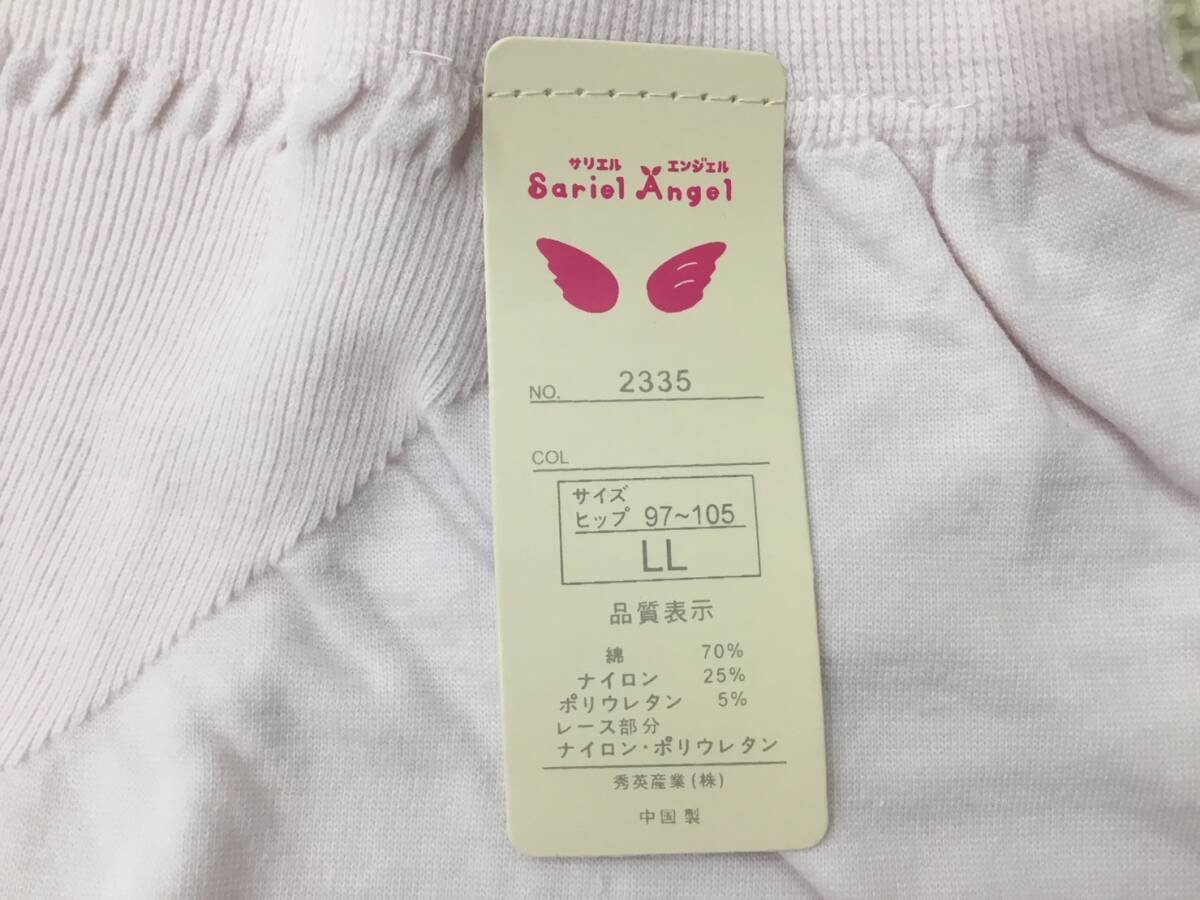 サリエル エンジェル
Sariel Angel
NO. 2335
COL
サイズ
ヒップ 97~105
LL
品質表示
綿 70%
ナイロン 25%
ポリウレタン 5%
レース部分
ナイロン・ポリウレタン
秀英産業(株)
中国製